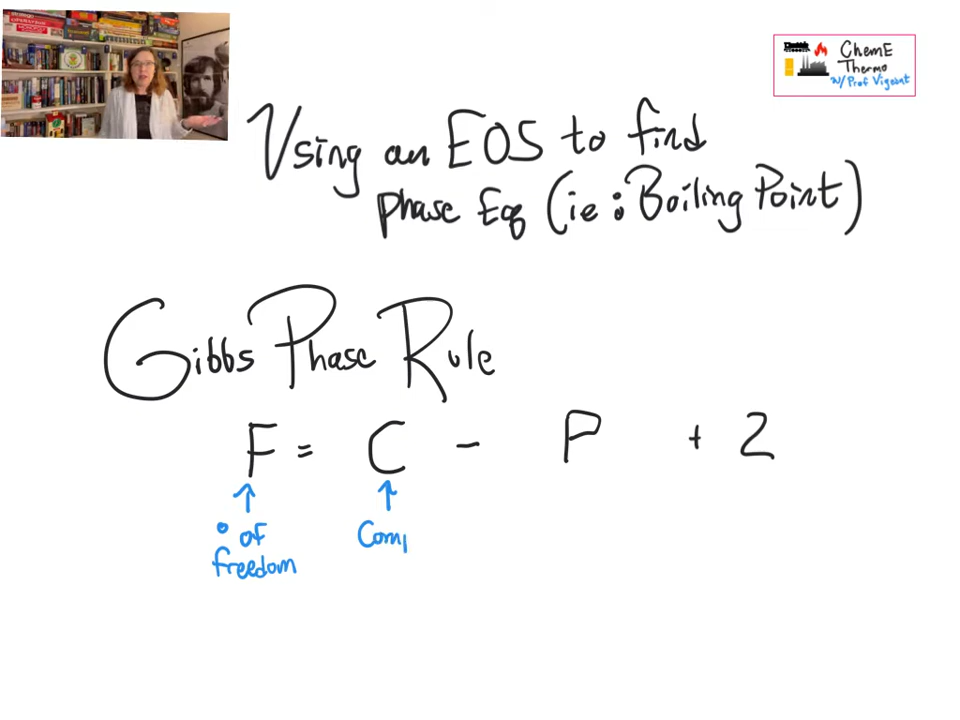 ChemE
Thermo
w/ Prof Vigeant
Using an EOS to find
phase Eq (ie: Boiling Point)
Gibbs Phase Rule
F = C - P + 2
° of
freedom
Comp